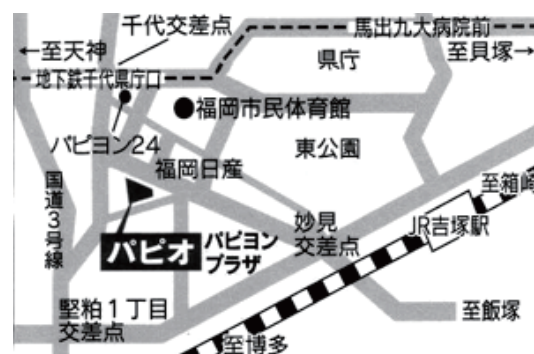 千代交差点
馬出九大病院前
←至天神
県庁
至貝塚→
地下鉄千代県庁口
福岡市民体育館
パピヨン24
東公園
福岡日産
国道3号線
至箱崎
妙見
交差点
JR吉塚駅
パピオ
パピヨン
プラザ
堅粕1丁目
交差点
至飯塚
至博多